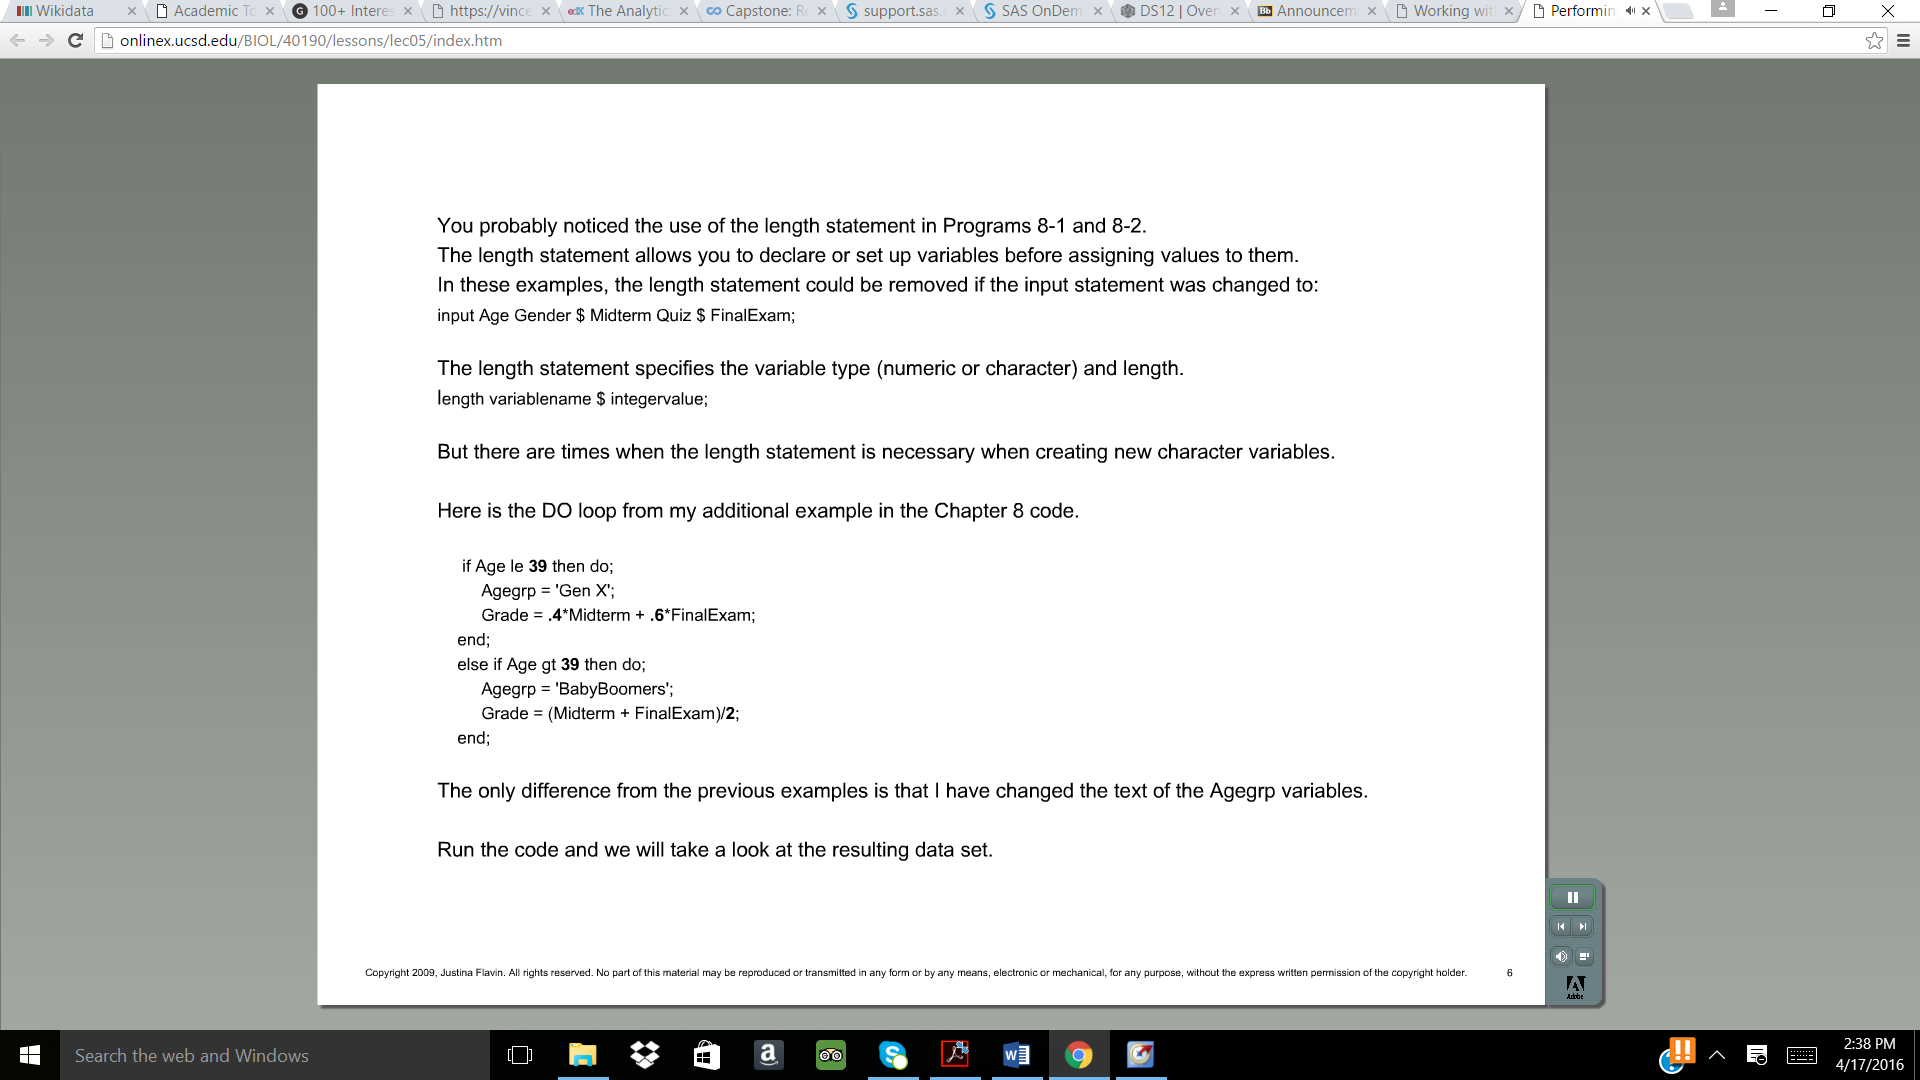 Wikidata
Academic To
100+ Interes
https://vince
The Analytic
Capstone: Re
support.sas.c
SAS OnDem
DS12 | Over
Announcem
Working wit
Performin
onlinex.ucsd.edu/BIOL/40190/lessons/lec05/index.htm
You probably noticed the use of the length statement in Programs 8-1 and 8-2.
The length statement allows you to declare or set up variables before assigning values to them.
In these examples, the length statement could be removed if the input statement was changed to:
input Age Gender $ Midterm Quiz $ FinalExam;
The length statement specifies the variable type (numeric or character) and length.
length variablename $ integervalue;
But there are times when the length statement is necessary when creating new character variables.
Here is the DO loop from my additional example in the Chapter 8 code.
if Age le 39 then do;
Agegrp = 'Gen X';
Grade = .4*Midterm + .6*FinalExam;
end;
else if Age gt 39 then do;
Agegrp = 'BabyBoomers';
Grade = (Midterm + FinalExam)/2;
end;
The only difference from the previous examples is that I have changed the text of the Agegrp variables.
Run the code and we will take a look at the resulting data set.
Copyright 2009, Justina Flavin. All rights reserved. No part of this material may be reproduced or transmitted in any form or by any means, electronic or mechanical, for any purpose, without the express written permission of the copyright holder.
6
Adobe
Search the web and Windows
2:38 PM
4/17/2016